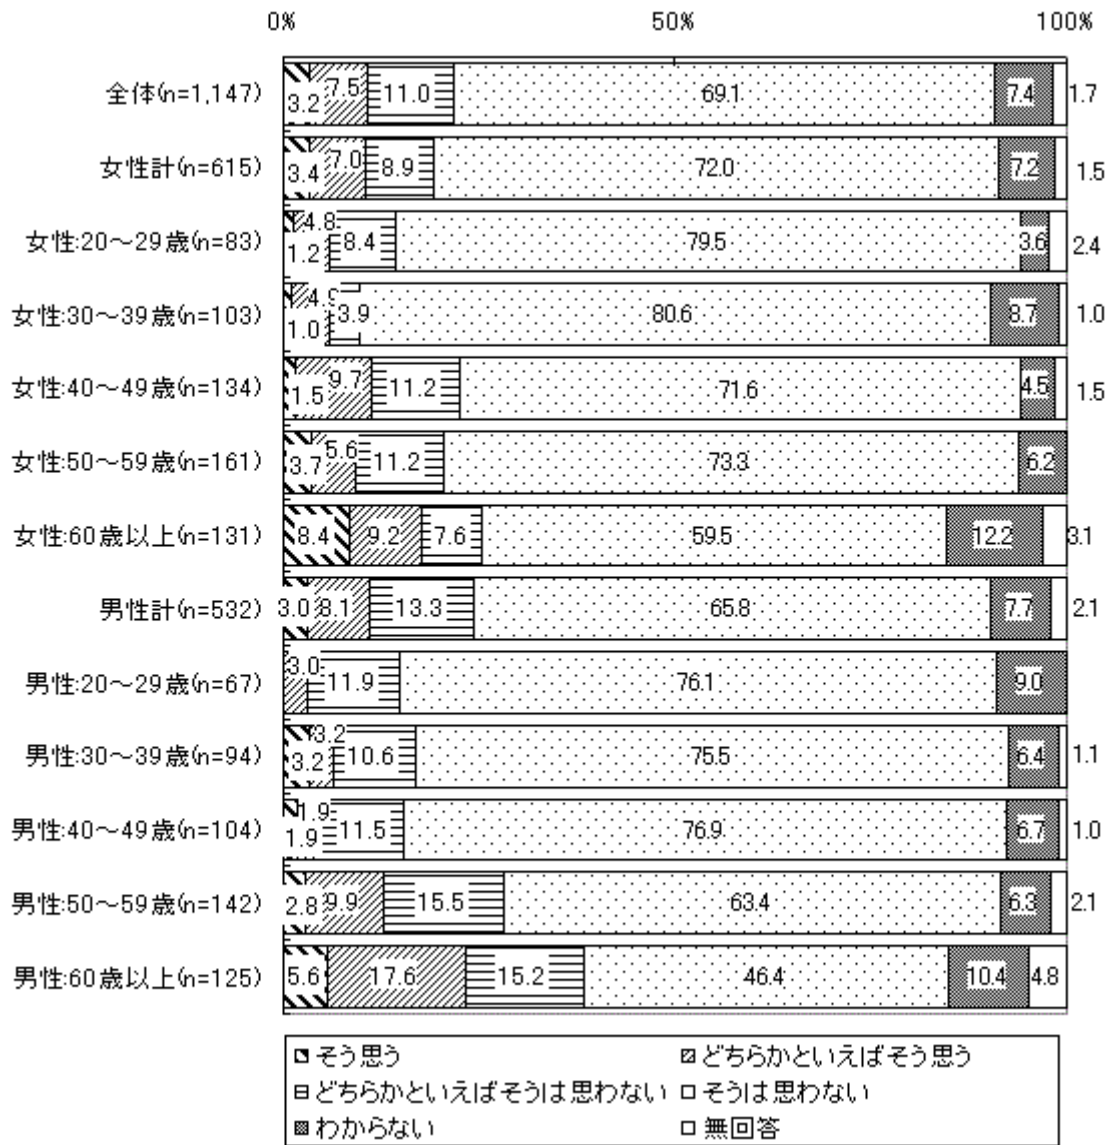 0% 50% 100%
全体(n=1,147) 3.2 7.5 11.0 69.1 7.4 1.7
女性計(n=615) 3.4 7.0 8.9 72.0 7.2 1.5
女性:20～29歳(n=83) 1.2 4.8 8.4 79.5 3.6 2.4
女性:30～39歳(n=103) 1.0 4.9 3.9 80.6 8.7 1.0
女性:40～49歳(n=134) 1.5 9.7 11.2 71.6 4.5 1.5
女性:50～59歳(n=161) 3.7 5.6 11.2 73.3 6.2
女性:60歳以上(n=131) 8.4 9.2 7.6 59.5 12.2 3.1
男性計(n=532) 3.0 8.1 13.3 65.8 7.7 2.1
男性:20～29歳(n=67) 3.0 11.9 76.1 9.0
男性:30～39歳(n=94) 3.2 3.2 10.6 75.5 6.4 1.1
男性:40～49歳(n=104) 1.9 1.9 11.5 76.9 6.7 1.0
男性:50～59歳(n=142) 2.8 9.9 15.5 63.4 6.3 2.1
男性:60歳以上(n=125) 5.6 17.6 15.2 46.4 10.4 4.8
そう思う どちらかといえばそう思う
どちらかといえばそうは思わない そうは思わない
わからない 無回答